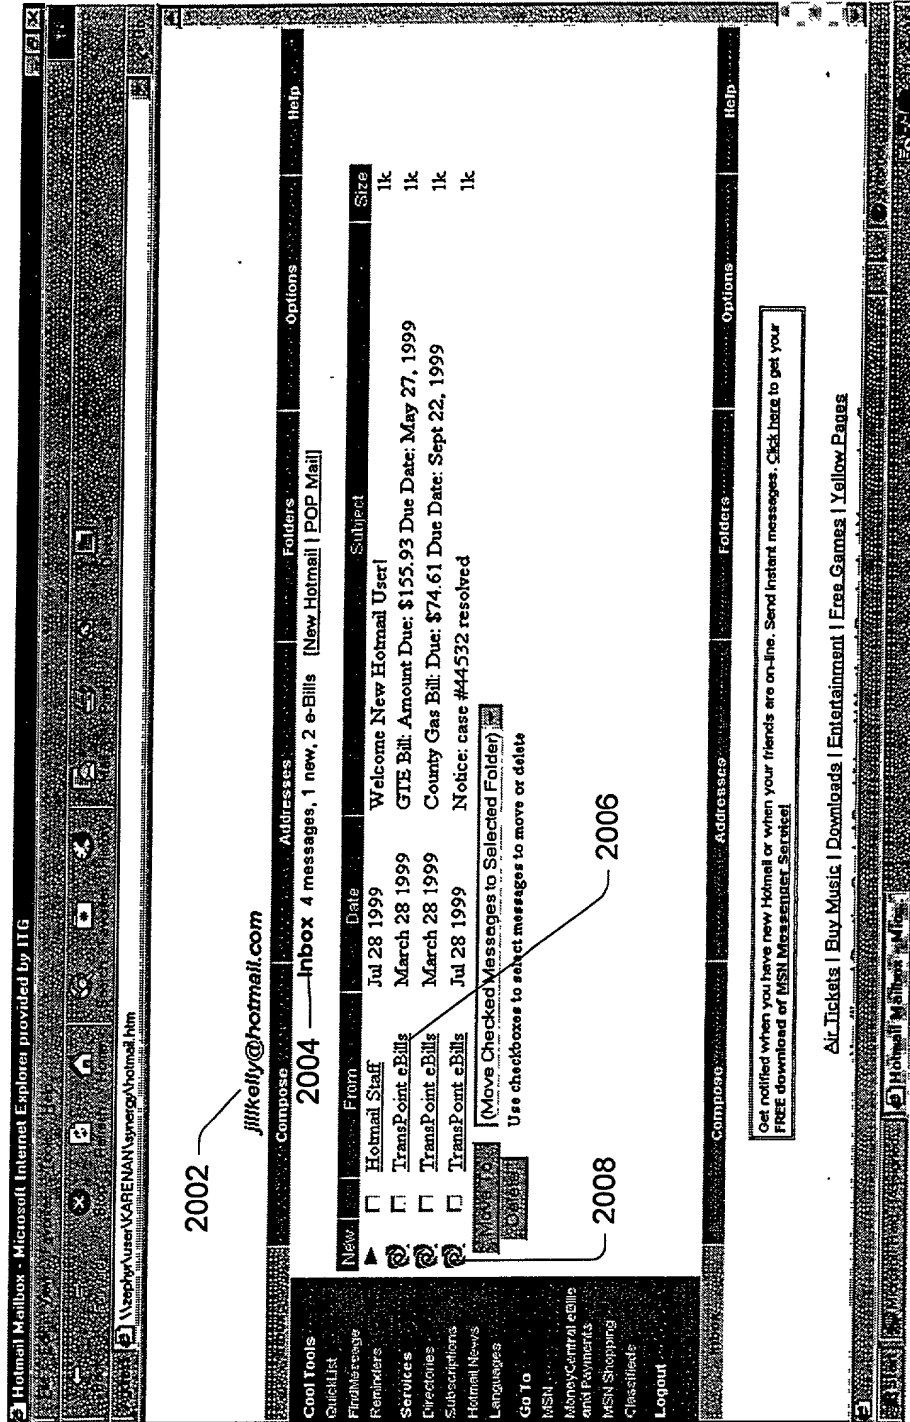 Hotmail Mailbox - Microsoft Internet Explorer provided by ITG
\\zephyr\user\KARENAN\synergy\hotmail.htm
2002
jillkelly@hotmail.com
Compose Addresses Folders Options Help
2004 Inbox 4 messages, 1 new, 2 e-Bills [New Hotmail | POP Mail]
New From Date Subject Size
Hotmail Staff Jul 28 1999 Welcome New Hotmail User! 1k
TransPoint eBills March 28 1999 GTE Bill: Amount Due: $155.93 Due Date: May 27, 1999 1k
TransPoint eBills March 28 1999 County Gas Bill: Due: $74.61 Due Date: Sept 22, 1999 1k
TransPoint eBills Jul 28 1999 Notice: case #44532 resolved 1k
Move To (Move Checked Messages to Selected Folder)
Delete Use checkboxes to select messages to move or delete
2008
2006
Cool Tools
QuickList
FindMessage
Reminders
Services
Directories
Subscriptions
Hotmail News
Languages
Go To
MSN
MoneyCentral eBills
and Payments
MSN Shopping
Classifieds
Logout
Compose Addresses Folders Options Help
Get notified when you have new Hotmail or when your friends are on-line. Send instant messages. Click here to get your
FREE download of MSN Messenger Service!
Air Tickets | Buy Music | Downloads | Entertainment | Free Games | Yellow Pages
Hotmail Mailbox - Micr